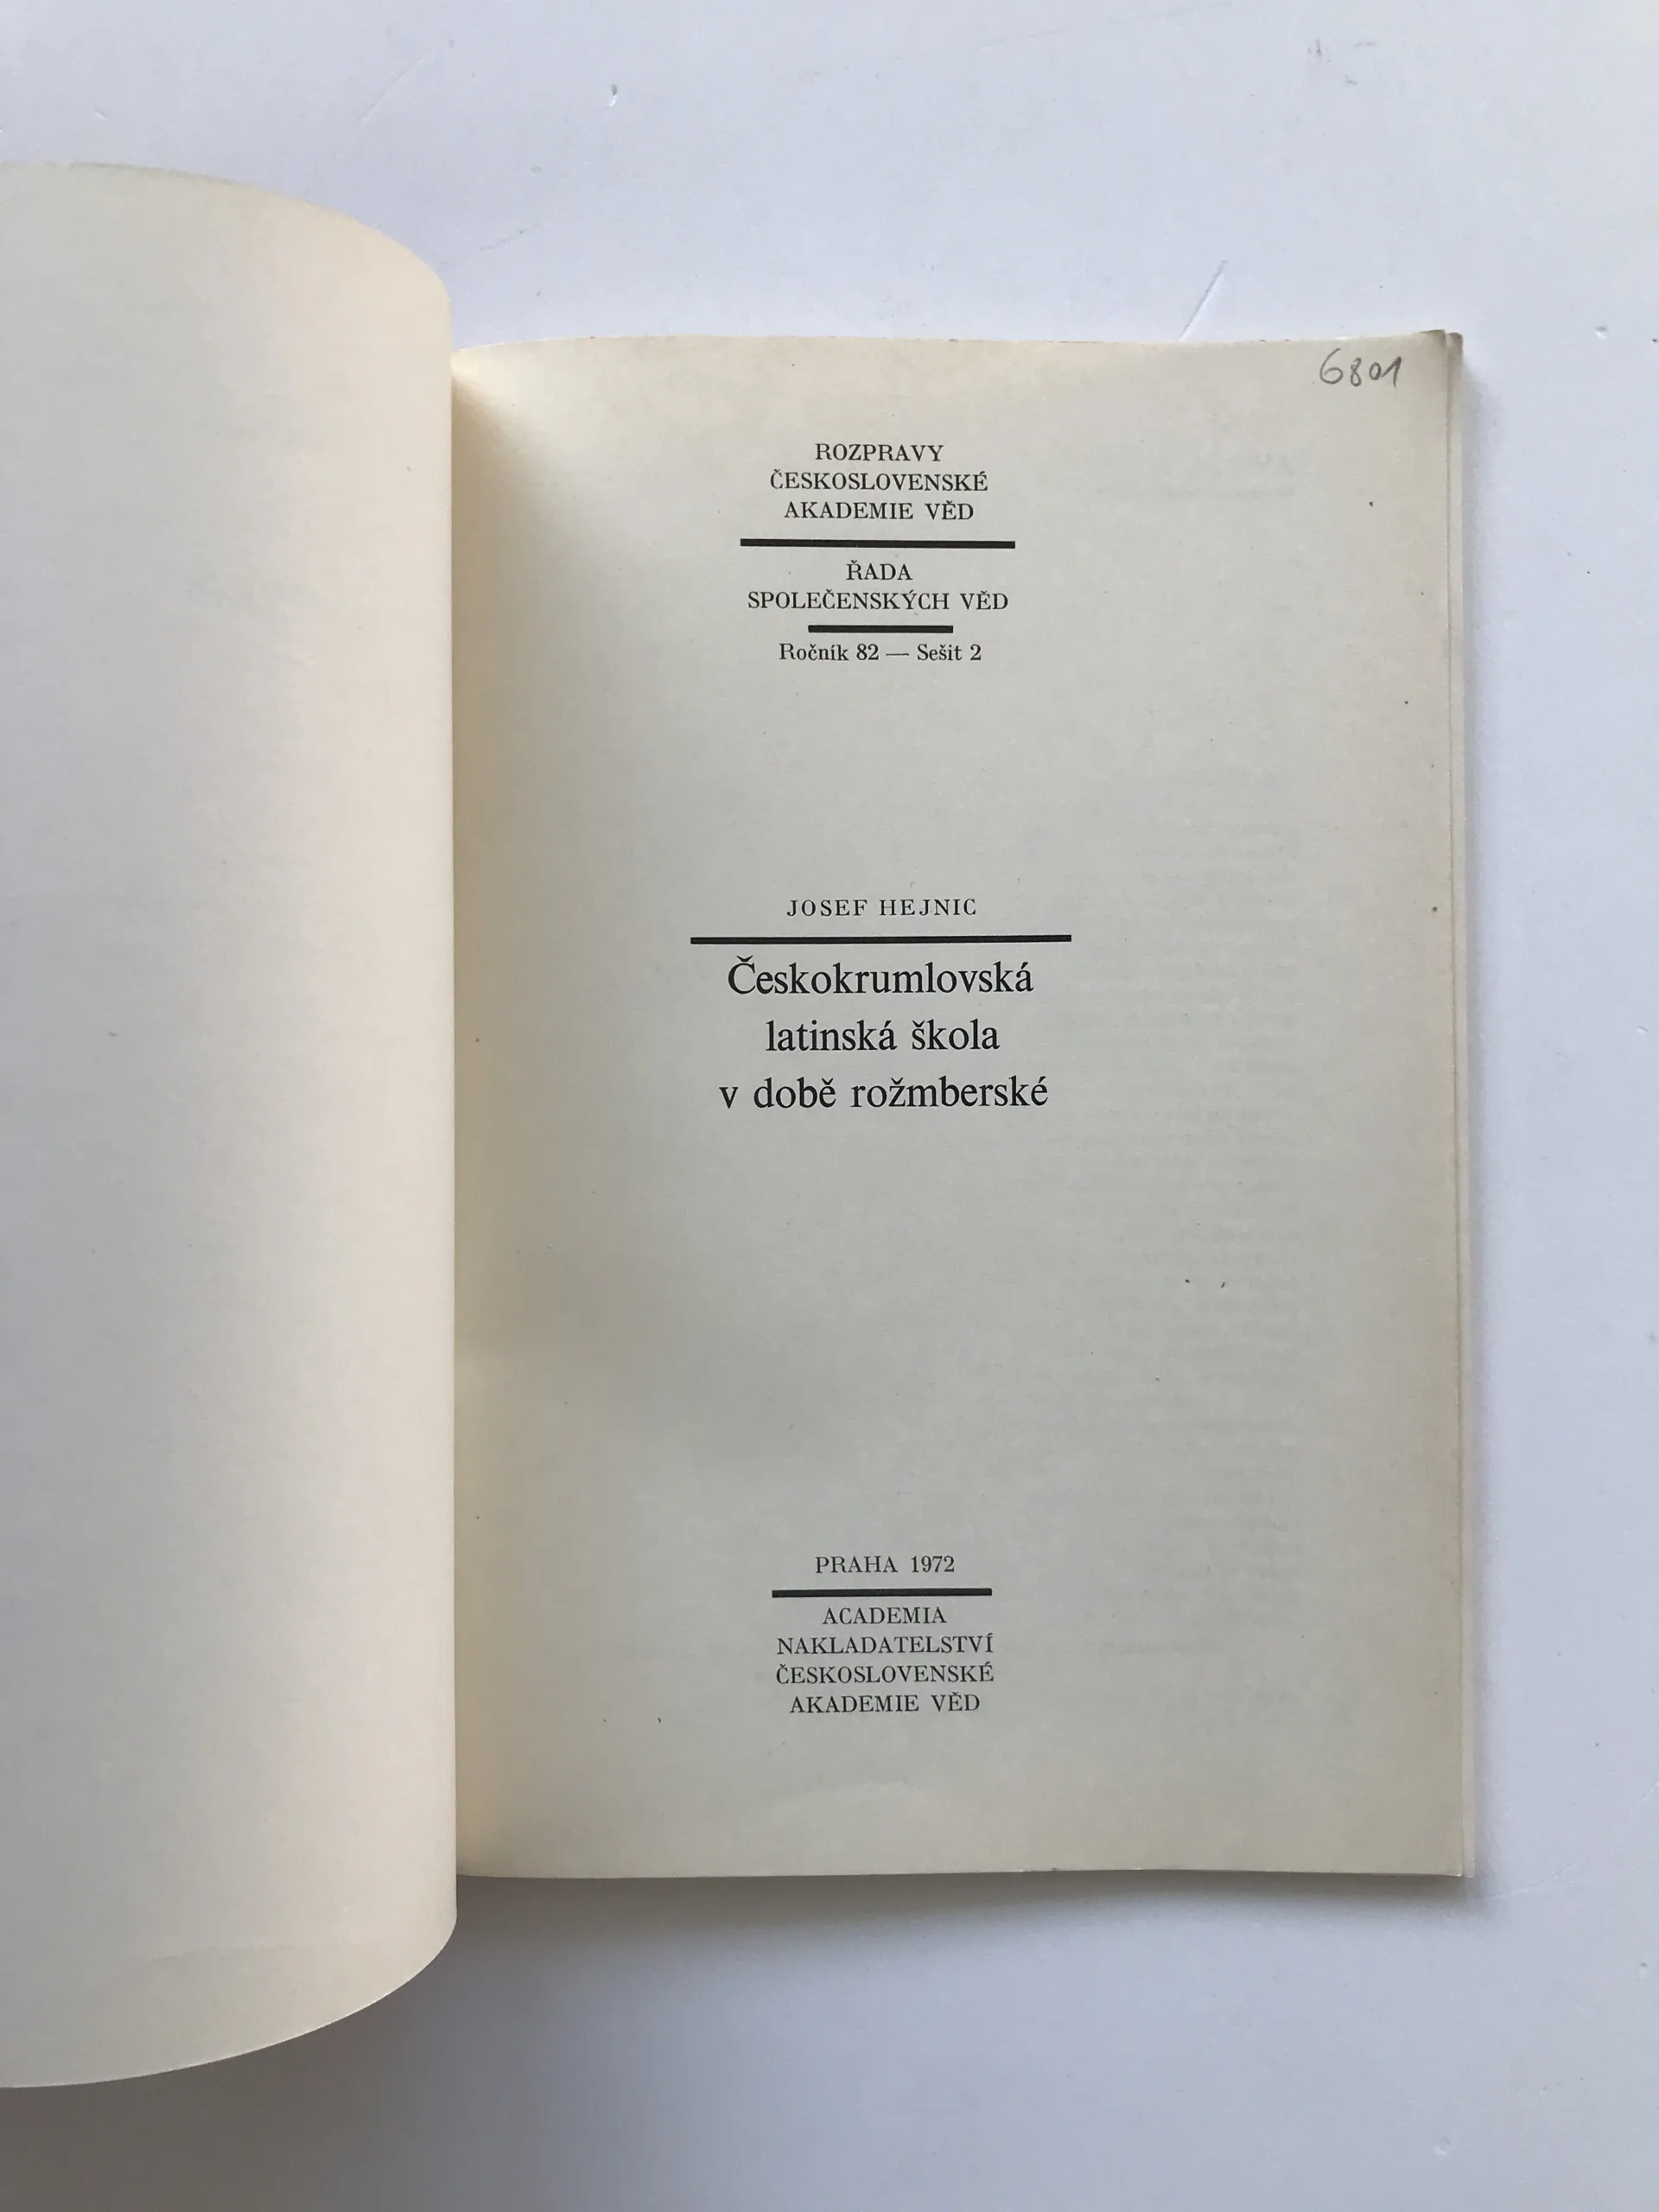 6801
ROZPRAVY
ČESKOSLOVENSKÉ
AKADEMIE VĚD
ŘADA
SPOLEČENSKÝCH VĚD
Ročník 82 — Sešit 2
JOSEF HEJNIC
Českokrumlovská
latinská škola
v době rožmberské
PRAHA 1972
ACADEMIA
NAKLADATELSTVÍ
ČESKOSLOVENSKÉ
AKADEMIE VĚD